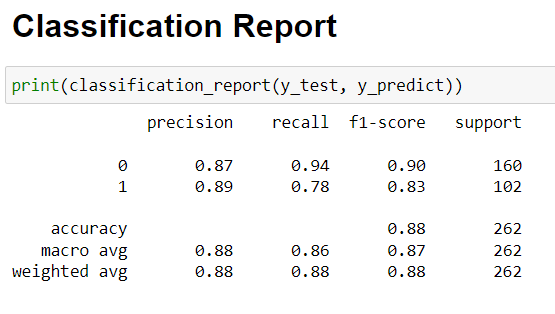 Classification Report
print(classification_report(y_test, y_predict))
precision recall f1-score support
0 0.87 0.94 0.90 160
1 0.89 0.78 0.83 102
accuracy 0.88 262
macro avg 0.88 0.86 0.87 262
weighted avg 0.88 0.88 0.88 262